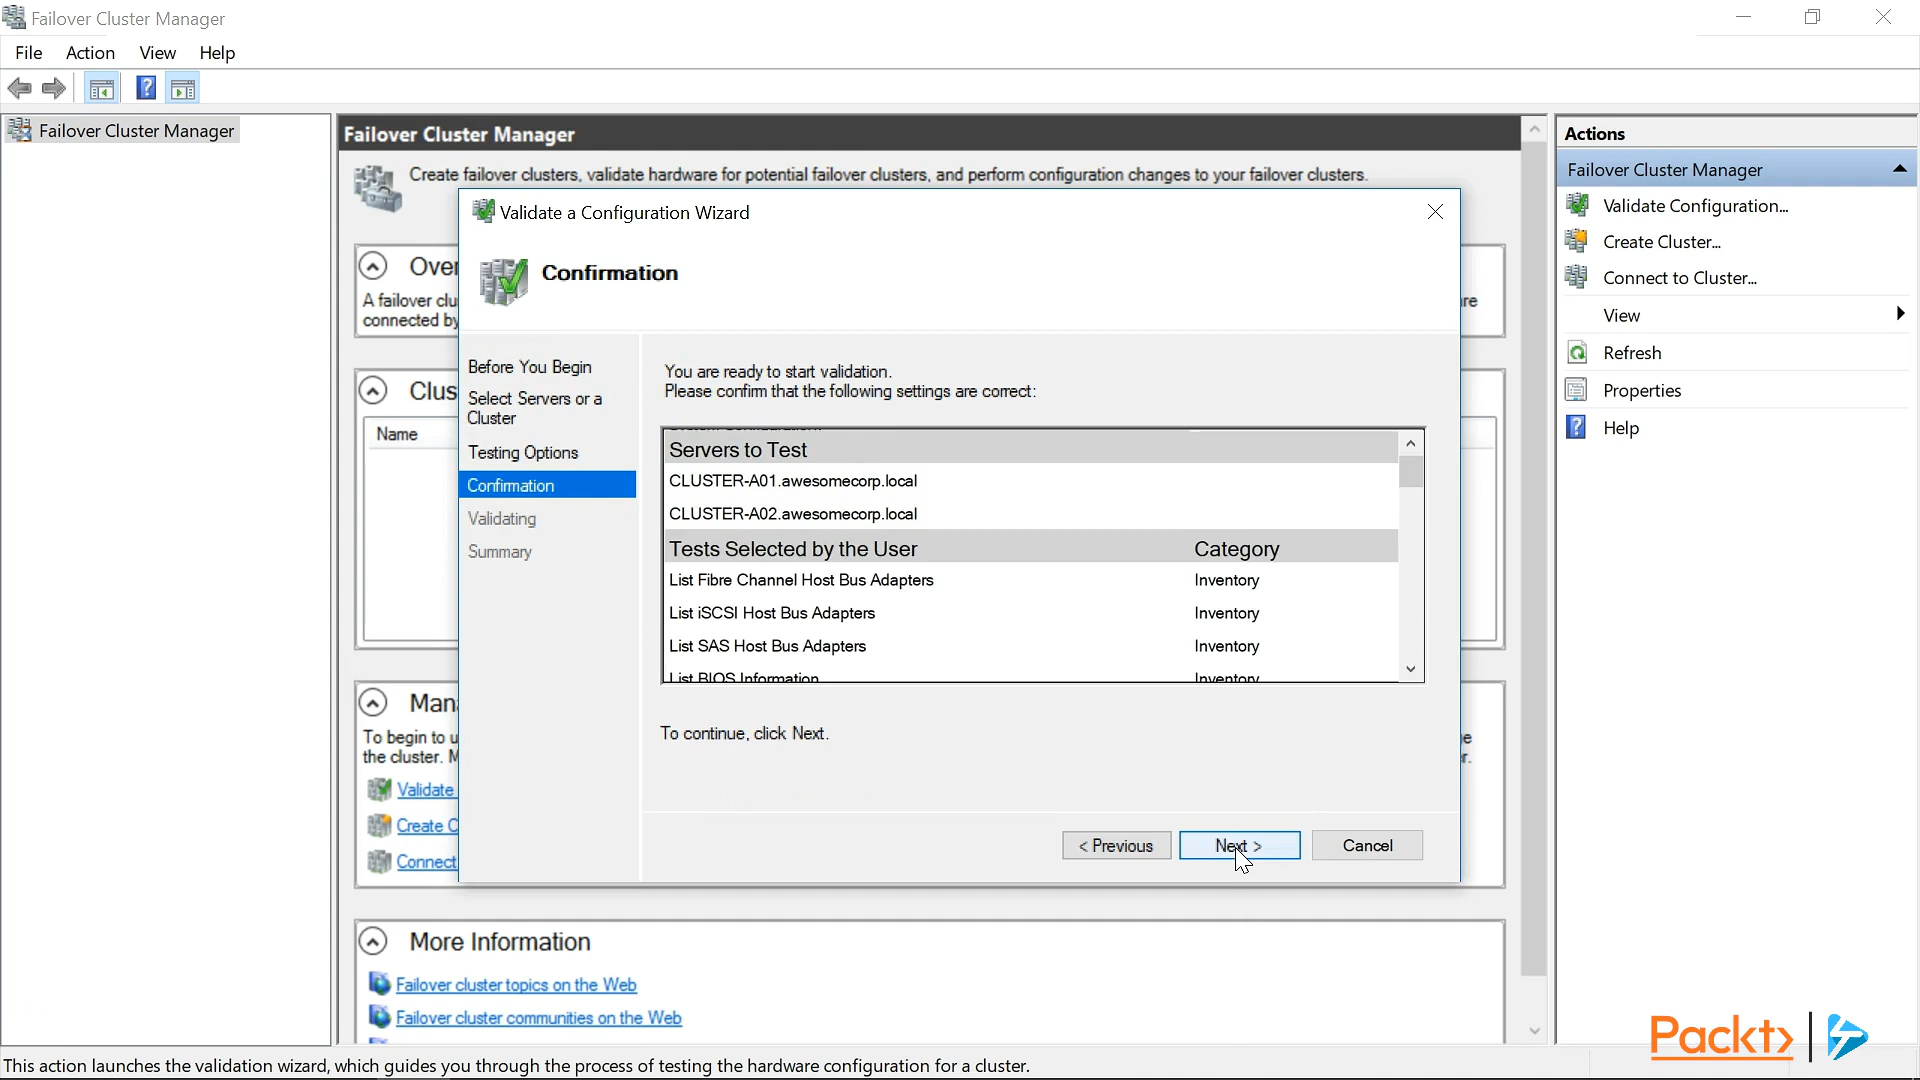 Failover Cluster Manager
File Action View Help
Failover Cluster Manager
Failover Cluster Manager
Create failover clusters, validate hardware for potential failover clusters, and perform configuration changes to your failover clusters.
Over
A failover clu
connected by
Clus
Name
To begin to u
the cluster. M
Validate
Create C
Connect
More Information
Failover cluster topics on the Web
Failover cluster communities on the Web
Validate a Configuration Wizard
Confirmation
Before You Begin
Select Servers or a
Cluster
Testing Options
Confirmation
Validating
Summary
You are ready to start validation.
Please confirm that the following settings are correct:
Servers to Test
CLUSTER-A01.awesomecorp.local
CLUSTER-A02.awesomecorp.local
Tests Selected by the User Category
List Fibre Channel Host Bus Adapters Inventory
List iSCSI Host Bus Adapters Inventory
List SAS Host Bus Adapters Inventory
List BIOS Information Inventory
To continue, click Next.
< Previous Next > Cancel
Actions
Failover Cluster Manager
Validate Configuration...
Create Cluster...
Connect to Cluster...
View
Refresh
Properties
Help
Packt>
This action launches the validation wizard, which guides you through the process of testing the hardware configuration for a cluster.